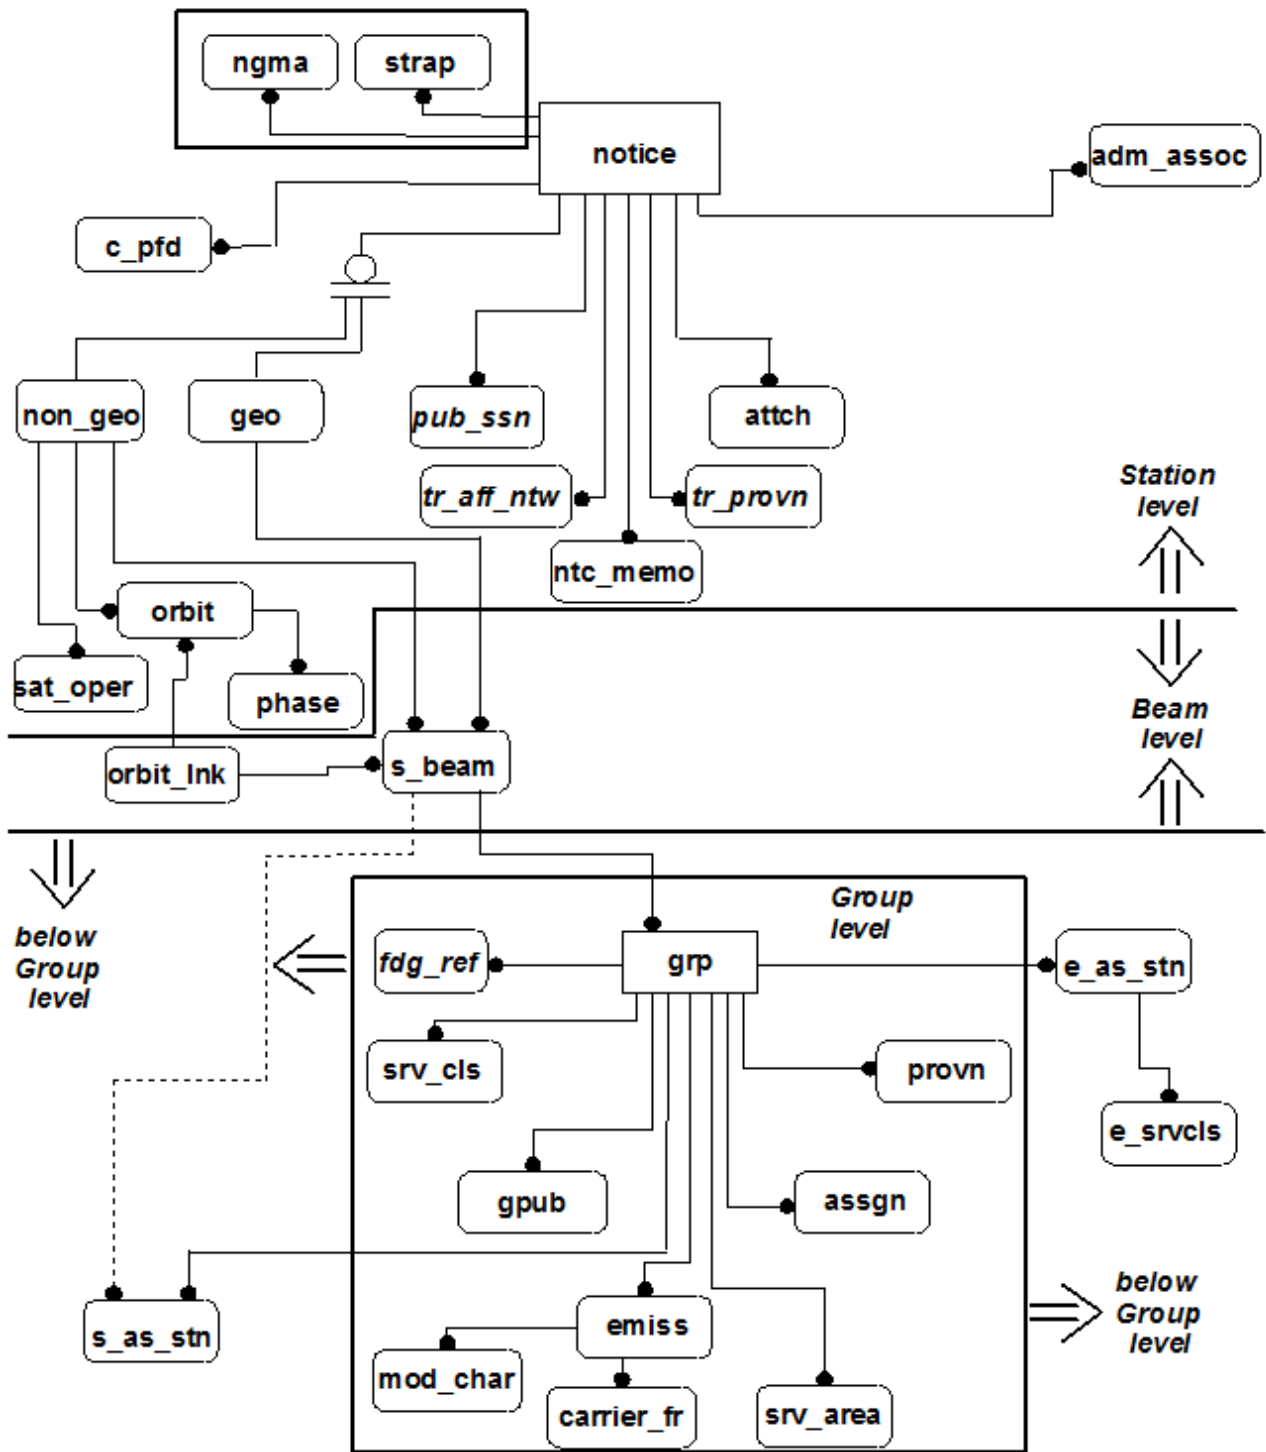 ngma
strap
notice
adm_assoc
c_pfd
non_geo
geo
pub_ssn
attch
tr_aff_ntw
tr_provn
Station
level
ntc_memo
orbit
sat_oper
phase
Beam
level
orbit_lnk
s_beam
Group
level
below
Group
level
fdg_ref
grp
e_as_stn
srv_cls
provn
e_srvcls
gpub
assgn
s_as_stn
emiss
below
Group
level
mod_char
carrier_fr
srv_area